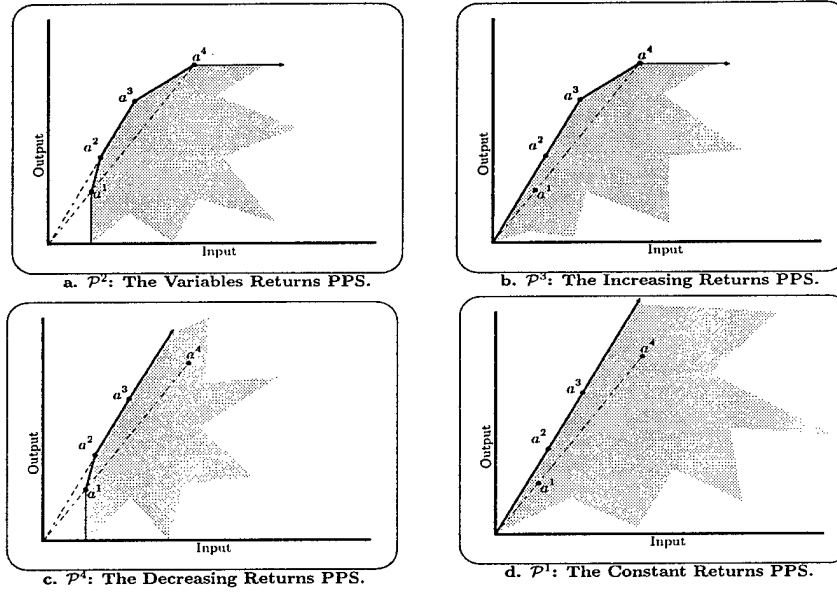 a⁴
a³
a²
a¹
Output
Input
a. 𝒫²: The Variables Returns PPS.
a⁴
a³
a²
a¹
Output
Input
b. 𝒫³: The Increasing Returns PPS.
a⁴
a³
a²
a¹
Output
Input
c. 𝒫⁴: The Decreasing Returns PPS.
a⁴
a³
a²
a¹
Output
Input
d. 𝒫¹: The Constant Returns PPS.